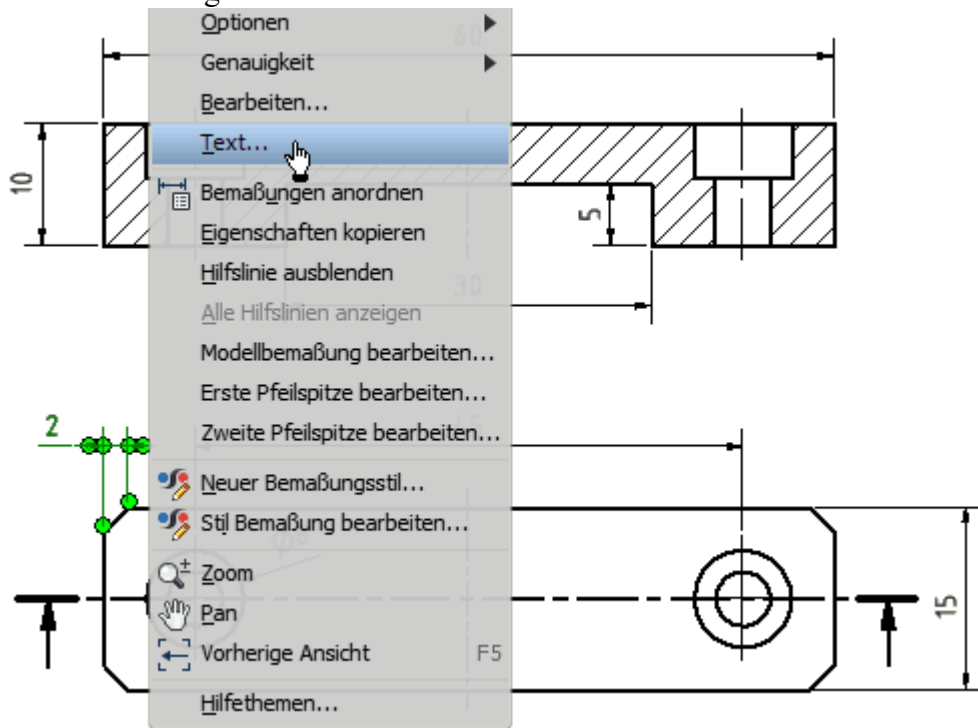 Optionen
60
Genauigkeit
Bearbeiten...
Text...
10
Bemaßungen anordnen
5
Eigenschaften kopieren
Hilfslinie ausblenden
30
Alle Hilfslinien anzeigen
Modellbemaßung bearbeiten...
Erste Pfeilspitze bearbeiten...
2
Zweite Pfeilspitze bearbeiten...
Neuer Bemaßungsstil...
Stil Bemaßung bearbeiten...
Zoom
15
Pan
Vorherige Ansicht F5
Hilfethemen...